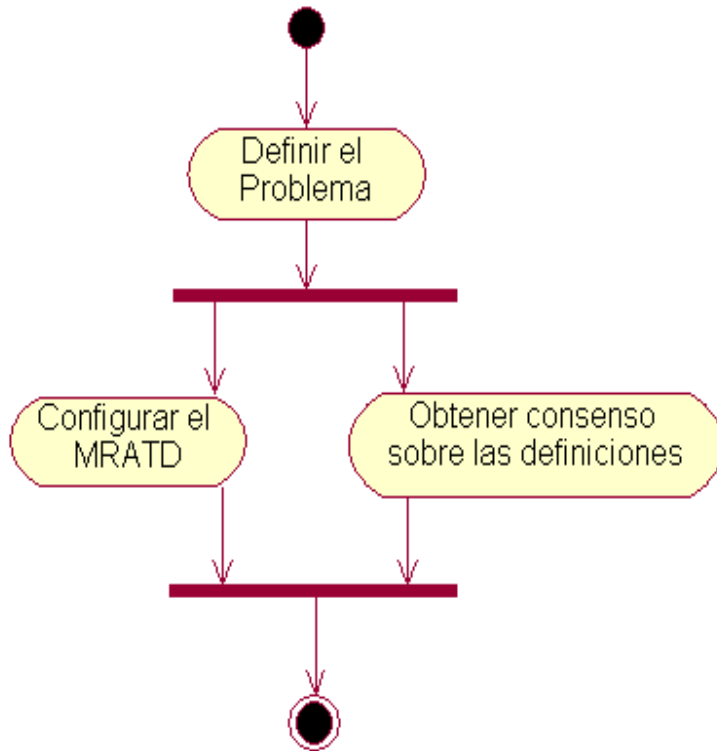 Definir el
Problema
Configurar el
MRATD
Obtener consenso
sobre las definiciones